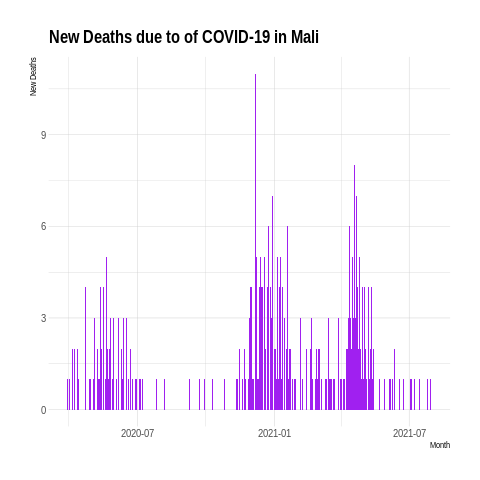 New Deaths due to of COVID-19 in Mali
New Deaths
9
6
3
0
2020-07
2021-01
2021-07
Month